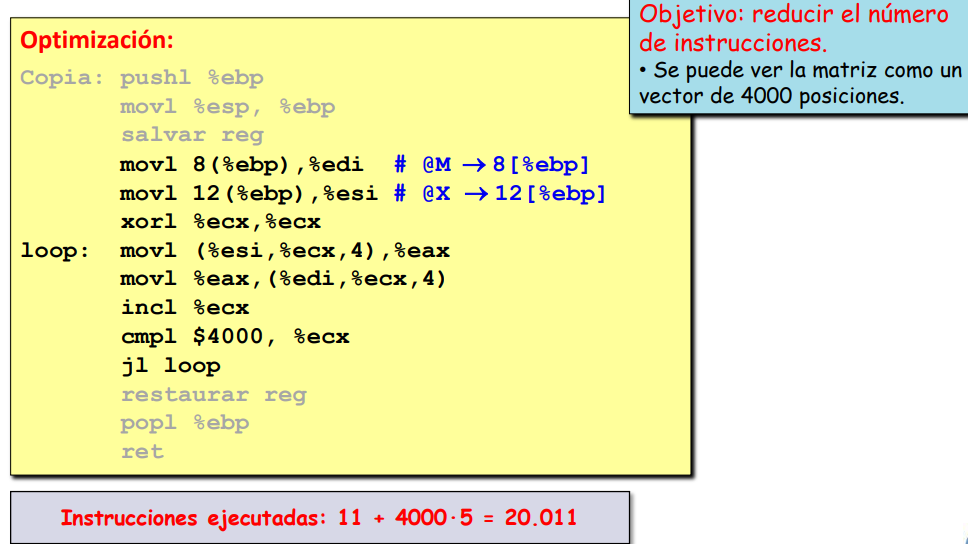 Optimización:
Copia: pushl %ebp
movl %esp, %ebp
salvar reg
movl 8(%ebp),%edi # @M → 8[%ebp]
movl 12(%ebp),%esi # @X → 12[%ebp]
xorl %ecx,%ecx
loop: movl (%esi,%ecx,4),%eax
movl %eax,(%edi,%ecx,4)
incl %ecx
cmpl $4000, %ecx
jl loop
restaurar reg
popl %ebp
ret
Objetivo: reducir el número
de instrucciones.
• Se puede ver la matriz como un
vector de 4000 posiciones.
Instrucciones ejecutadas: 11 + 4000·5 = 20.011